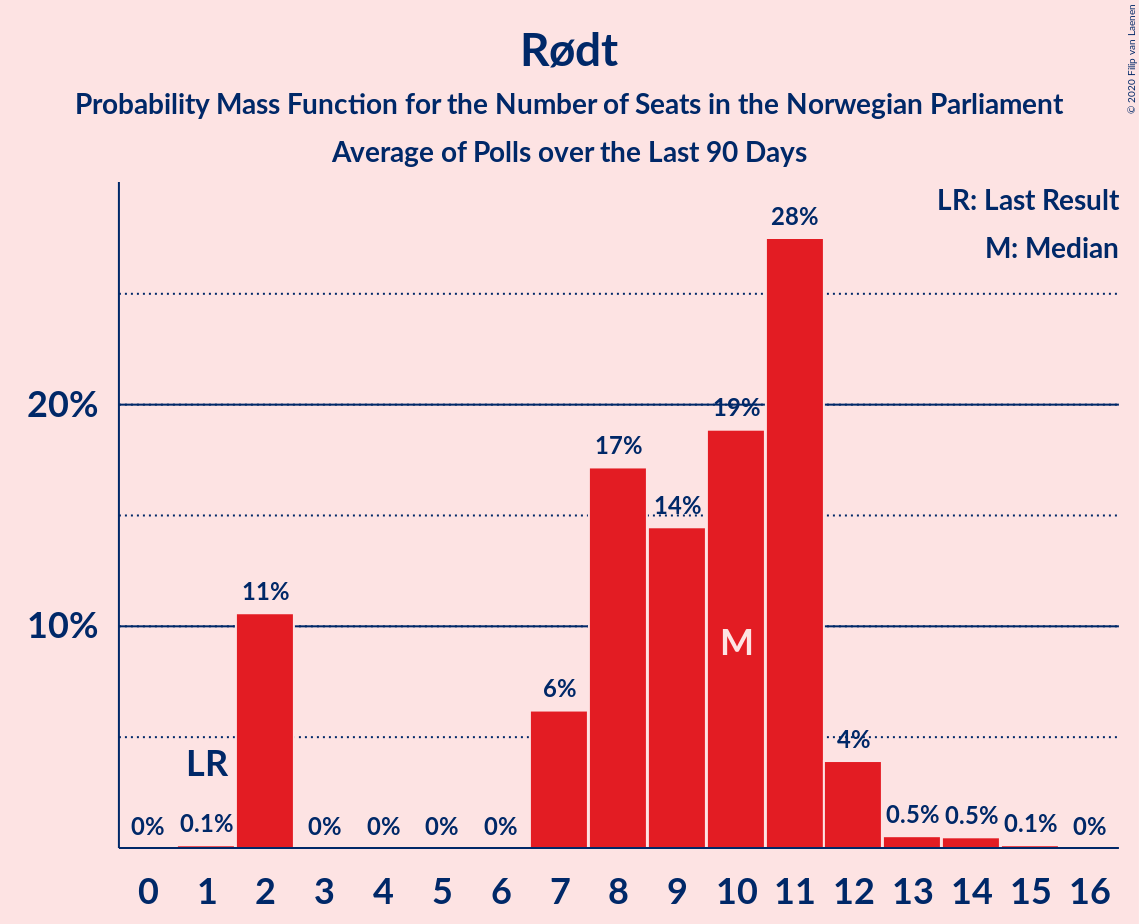 Rødt
Probability Mass Function for the Number of Seats in the Norwegian Parliament
Average of Polls over the Last 90 Days
© 2020 Filip van Laenen
LR: Last Result
M: Median
28%
20%
19%
17%
14%
11%
10%
M
6%
LR
4%
0% 0.1% 0% 0% 0% 0% 0.5% 0.5% 0.1% 0%
0 1 2 3 4 5 6 7 8 9 10 11 12 13 14 15 16